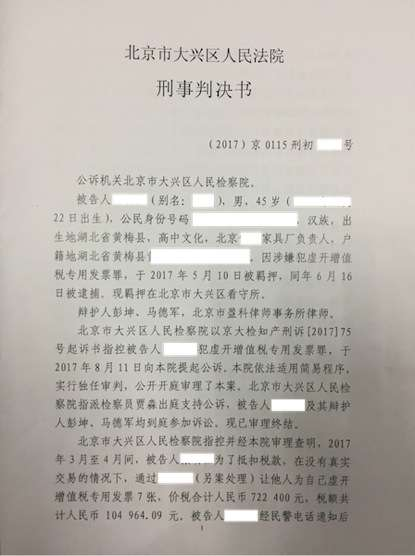 北京市大兴区人民法院
刑事判决书
（2017）京 0115 刑初 号
公诉机关北京市大兴区人民检察院。
被告人 （别名： ），男，45 岁（
22 日出生），公民身份号码 ，汉族，出
生地湖北省黄梅县，高中文化，北京 家具厂负责人，户
籍地湖北省黄梅县 。因涉嫌犯虚开增值
税专用发票罪，于 2017 年 5 月 10 日被羁押，同年 6 月 16
日被逮捕。现羁押在北京市大兴区看守所。
辩护人彭坤、马德军，北京市盈科律师事务所律师。
北京市大兴区人民检察院以京大检知产刑诉[2017]75
号起诉书指控被告人 犯虚开增值税专用发票罪，于
2017 年 8 月 11 日向本院提起公诉。本院依法适用简易程序，
实行独任审判，公开开庭审理了本案。北京市大兴区人民检
察院指派检察员贾淼出庭支持公诉，被告人 及其辩护
人彭坤、马德军均到庭参加诉讼。现已审理终结。
北京市大兴区人民检察院指控并经本院审理查明，2017
年 3 月至 4 月间，被告人 为了抵扣税款，在没有真实
交易的情况下，通过 （另案处理）让他人为自己虚开
增值税专用发票 7 张，价税合计人民币 722 400 元，税额共
计人民币 104 964.09 元。被告人 经民警电话通知后
1